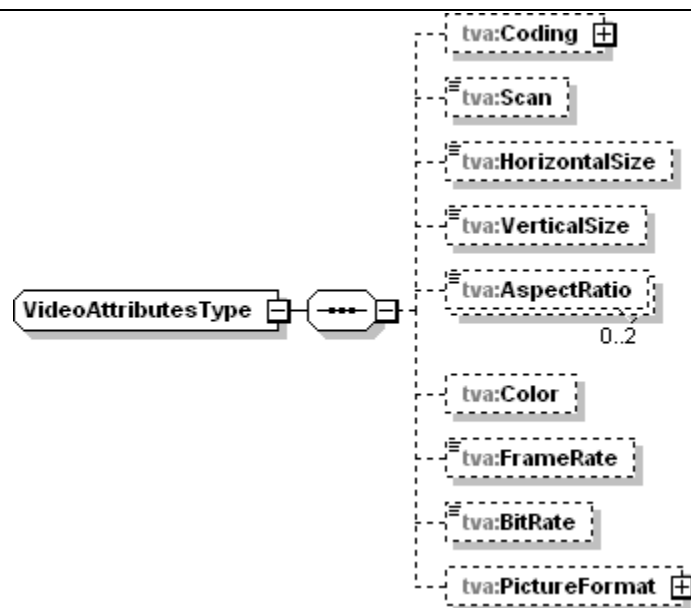 tva:Coding
tva:Scan
tva:HorizontalSize
tva:VerticalSize
VideoAttributesType
tva:AspectRatio
0..2
tva:Color
tva:FrameRate
tva:BitRate
tva:PictureFormat